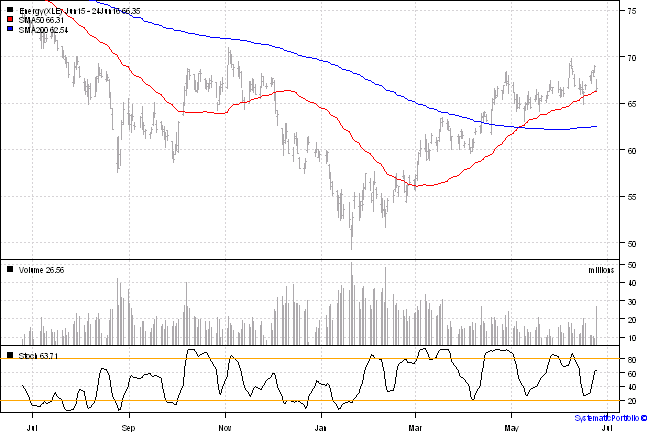 Energy(XLE) Jun15 - 24Jun16 66.35
SMA50 66.31
SMA200 62.54
75
70
65
60
55
50
Volume 26.56
millions
50
40
30
20
10
Stoch 63.71
80
60
40
20
Jul
Sep
Nov
Jan
Mar
May
Jul
SystematicPortfolio ©